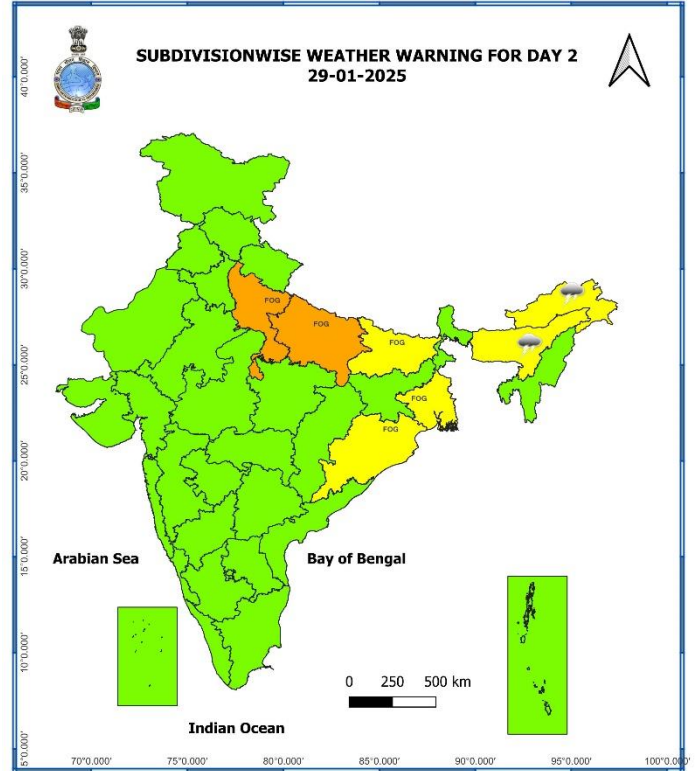 SUBDIVISIONWISE WEATHER WARNING FOR DAY 2
29-01-2025
40°0.000'
35°0.000'
30°0.000'
25°0.000'
20°0.000'
15°0.000'
10°0.000'
5°0.000'
FOG
FOG
FOG
FOG
FOG
Arabian Sea
Bay of Bengal
0 250 500 km
Indian Ocean
70°0.000' 75°0.000' 80°0.000' 85°0.000' 90°0.000' 95°0.000' 100°0.000'